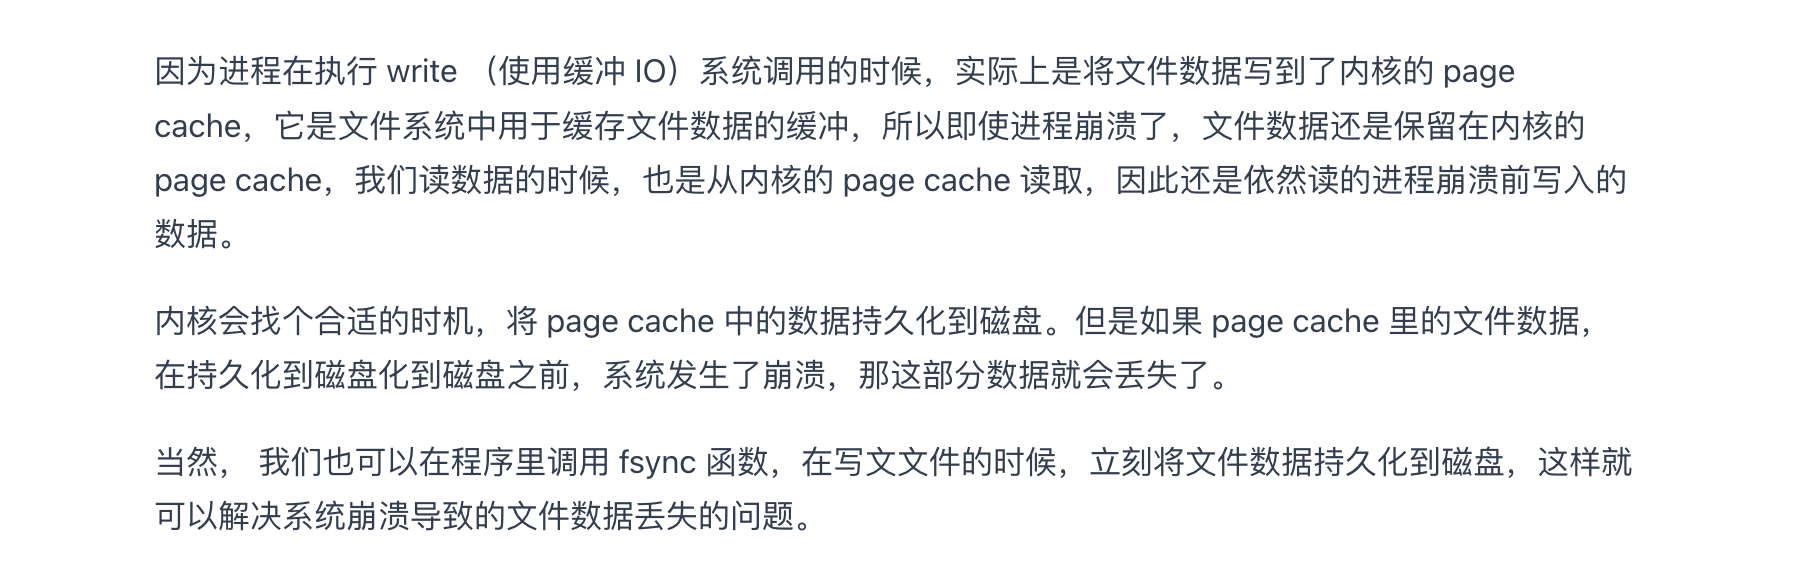 因为进程在执行 write （使用缓冲 IO）系统调用的时候，实际上是将文件数据写到了内核的 page
cache，它是文件系统中用于缓存文件数据的缓冲，所以即使进程崩溃了，文件数据还是保留在内核的
page cache，我们读数据的时候，也是从内核的 page cache 读取，因此还是依然读的进程崩溃前写入的
数据。
内核会找个合适的时机，将 page cache 中的数据持久化到磁盘。但是如果 page cache 里的文件数据，
在持久化到磁盘化到磁盘之前，系统发生了崩溃，那这部分数据就会丢失了。
当然， 我们也可以在程序里调用 fsync 函数，在写文文件的时候，立刻将文件数据持久化到磁盘，这样就
可以解决系统崩溃导致的文件数据丢失的问题。